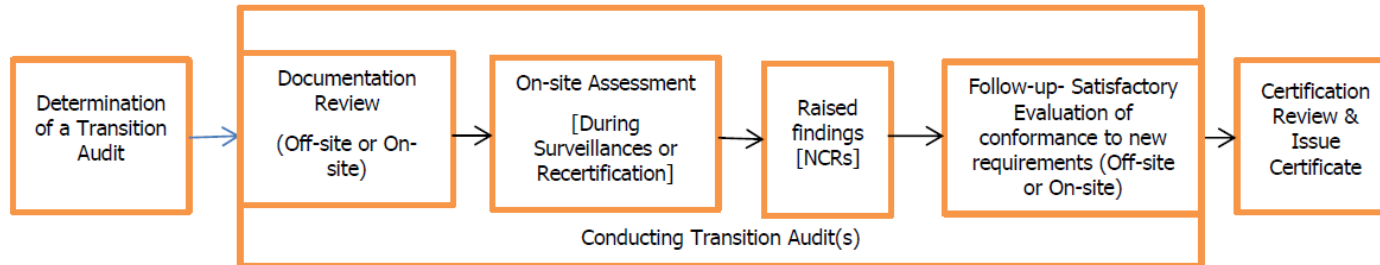 Determination
of a Transition
Audit
Documentation
Review
(Off-site or On-
site)
On-site Assessment
[During
Surveillances or
Recertification]
Raised
findings
[NCRs]
Follow-up- Satisfactory
Evaluation of
conformance to new
requirements (Off-site
or On-site)
Certification
Review &
Issue
Certificate
Conducting Transition Audit(s)